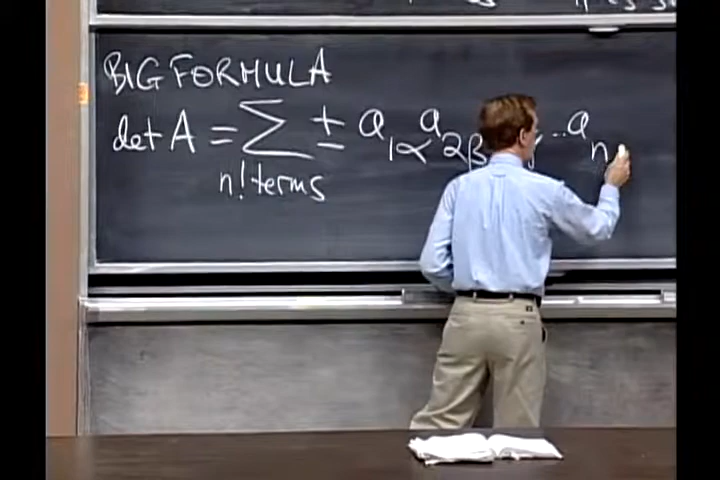 BIG FORMULA
det A = Σ ± a1α a2β ... an
n! terms